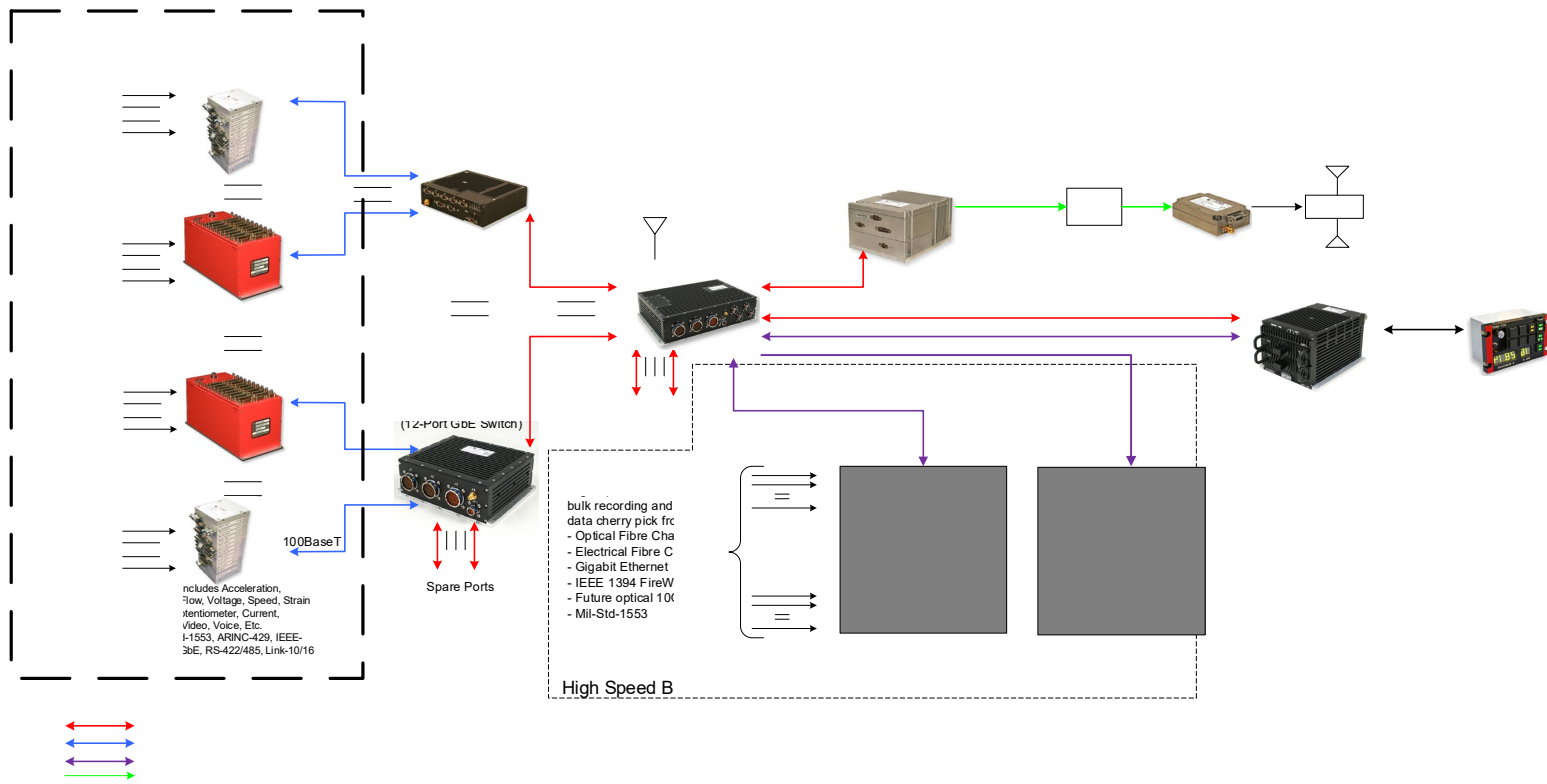 (12-Port GbE Switch)
100BaseT
Spare Ports
ncludes Acceleration,
Flow, Voltage, Speed, Strain
otentiometer, Current,
Video, Voice, Etc.
-1553, ARINC-429, IEEE-
GbE, RS-422/485, Link-10/16
bulk recording and
data cherry pick fro
- Optical Fibre Cha
- Electrical Fibre C
- Gigabit Ethernet
- IEEE 1394 FireW
- Future optical 10
- Mil-Std-1553
High Speed B